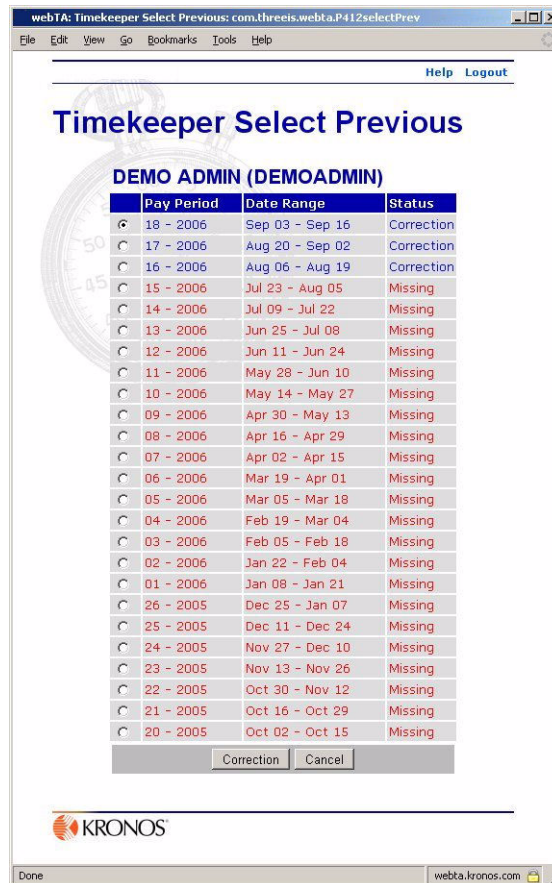 webTA: Timekeeper Select Previous: com.threeis.webta.P412selectPrev
File Edit View Go Bookmarks Tools Help
Help Logout
Timekeeper Select Previous
DEMO ADMIN (DEMOADMIN)
Pay Period Date Range Status
18 - 2006 Sep 03 - Sep 16 Correction
17 - 2006 Aug 20 - Sep 02 Correction
16 - 2006 Aug 06 - Aug 19 Correction
15 - 2006 Jul 23 - Aug 05 Missing
14 - 2006 Jul 09 - Jul 22 Missing
13 - 2006 Jun 25 - Jul 08 Missing
12 - 2006 Jun 11 - Jun 24 Missing
11 - 2006 May 28 - Jun 10 Missing
10 - 2006 May 14 - May 27 Missing
09 - 2006 Apr 30 - May 13 Missing
08 - 2006 Apr 16 - Apr 29 Missing
07 - 2006 Apr 02 - Apr 15 Missing
06 - 2006 Mar 19 - Apr 01 Missing
05 - 2006 Mar 05 - Mar 18 Missing
04 - 2006 Feb 19 - Mar 04 Missing
03 - 2006 Feb 05 - Feb 18 Missing
02 - 2006 Jan 22 - Feb 04 Missing
01 - 2006 Jan 08 - Jan 21 Missing
26 - 2005 Dec 25 - Jan 07 Missing
25 - 2005 Dec 11 - Dec 24 Missing
24 - 2005 Nov 27 - Dec 10 Missing
23 - 2005 Nov 13 - Nov 26 Missing
22 - 2005 Oct 30 - Nov 12 Missing
21 - 2005 Oct 16 - Oct 29 Missing
20 - 2005 Oct 02 - Oct 15 Missing
Correction Cancel
KRONOS
Done webta.kronos.com